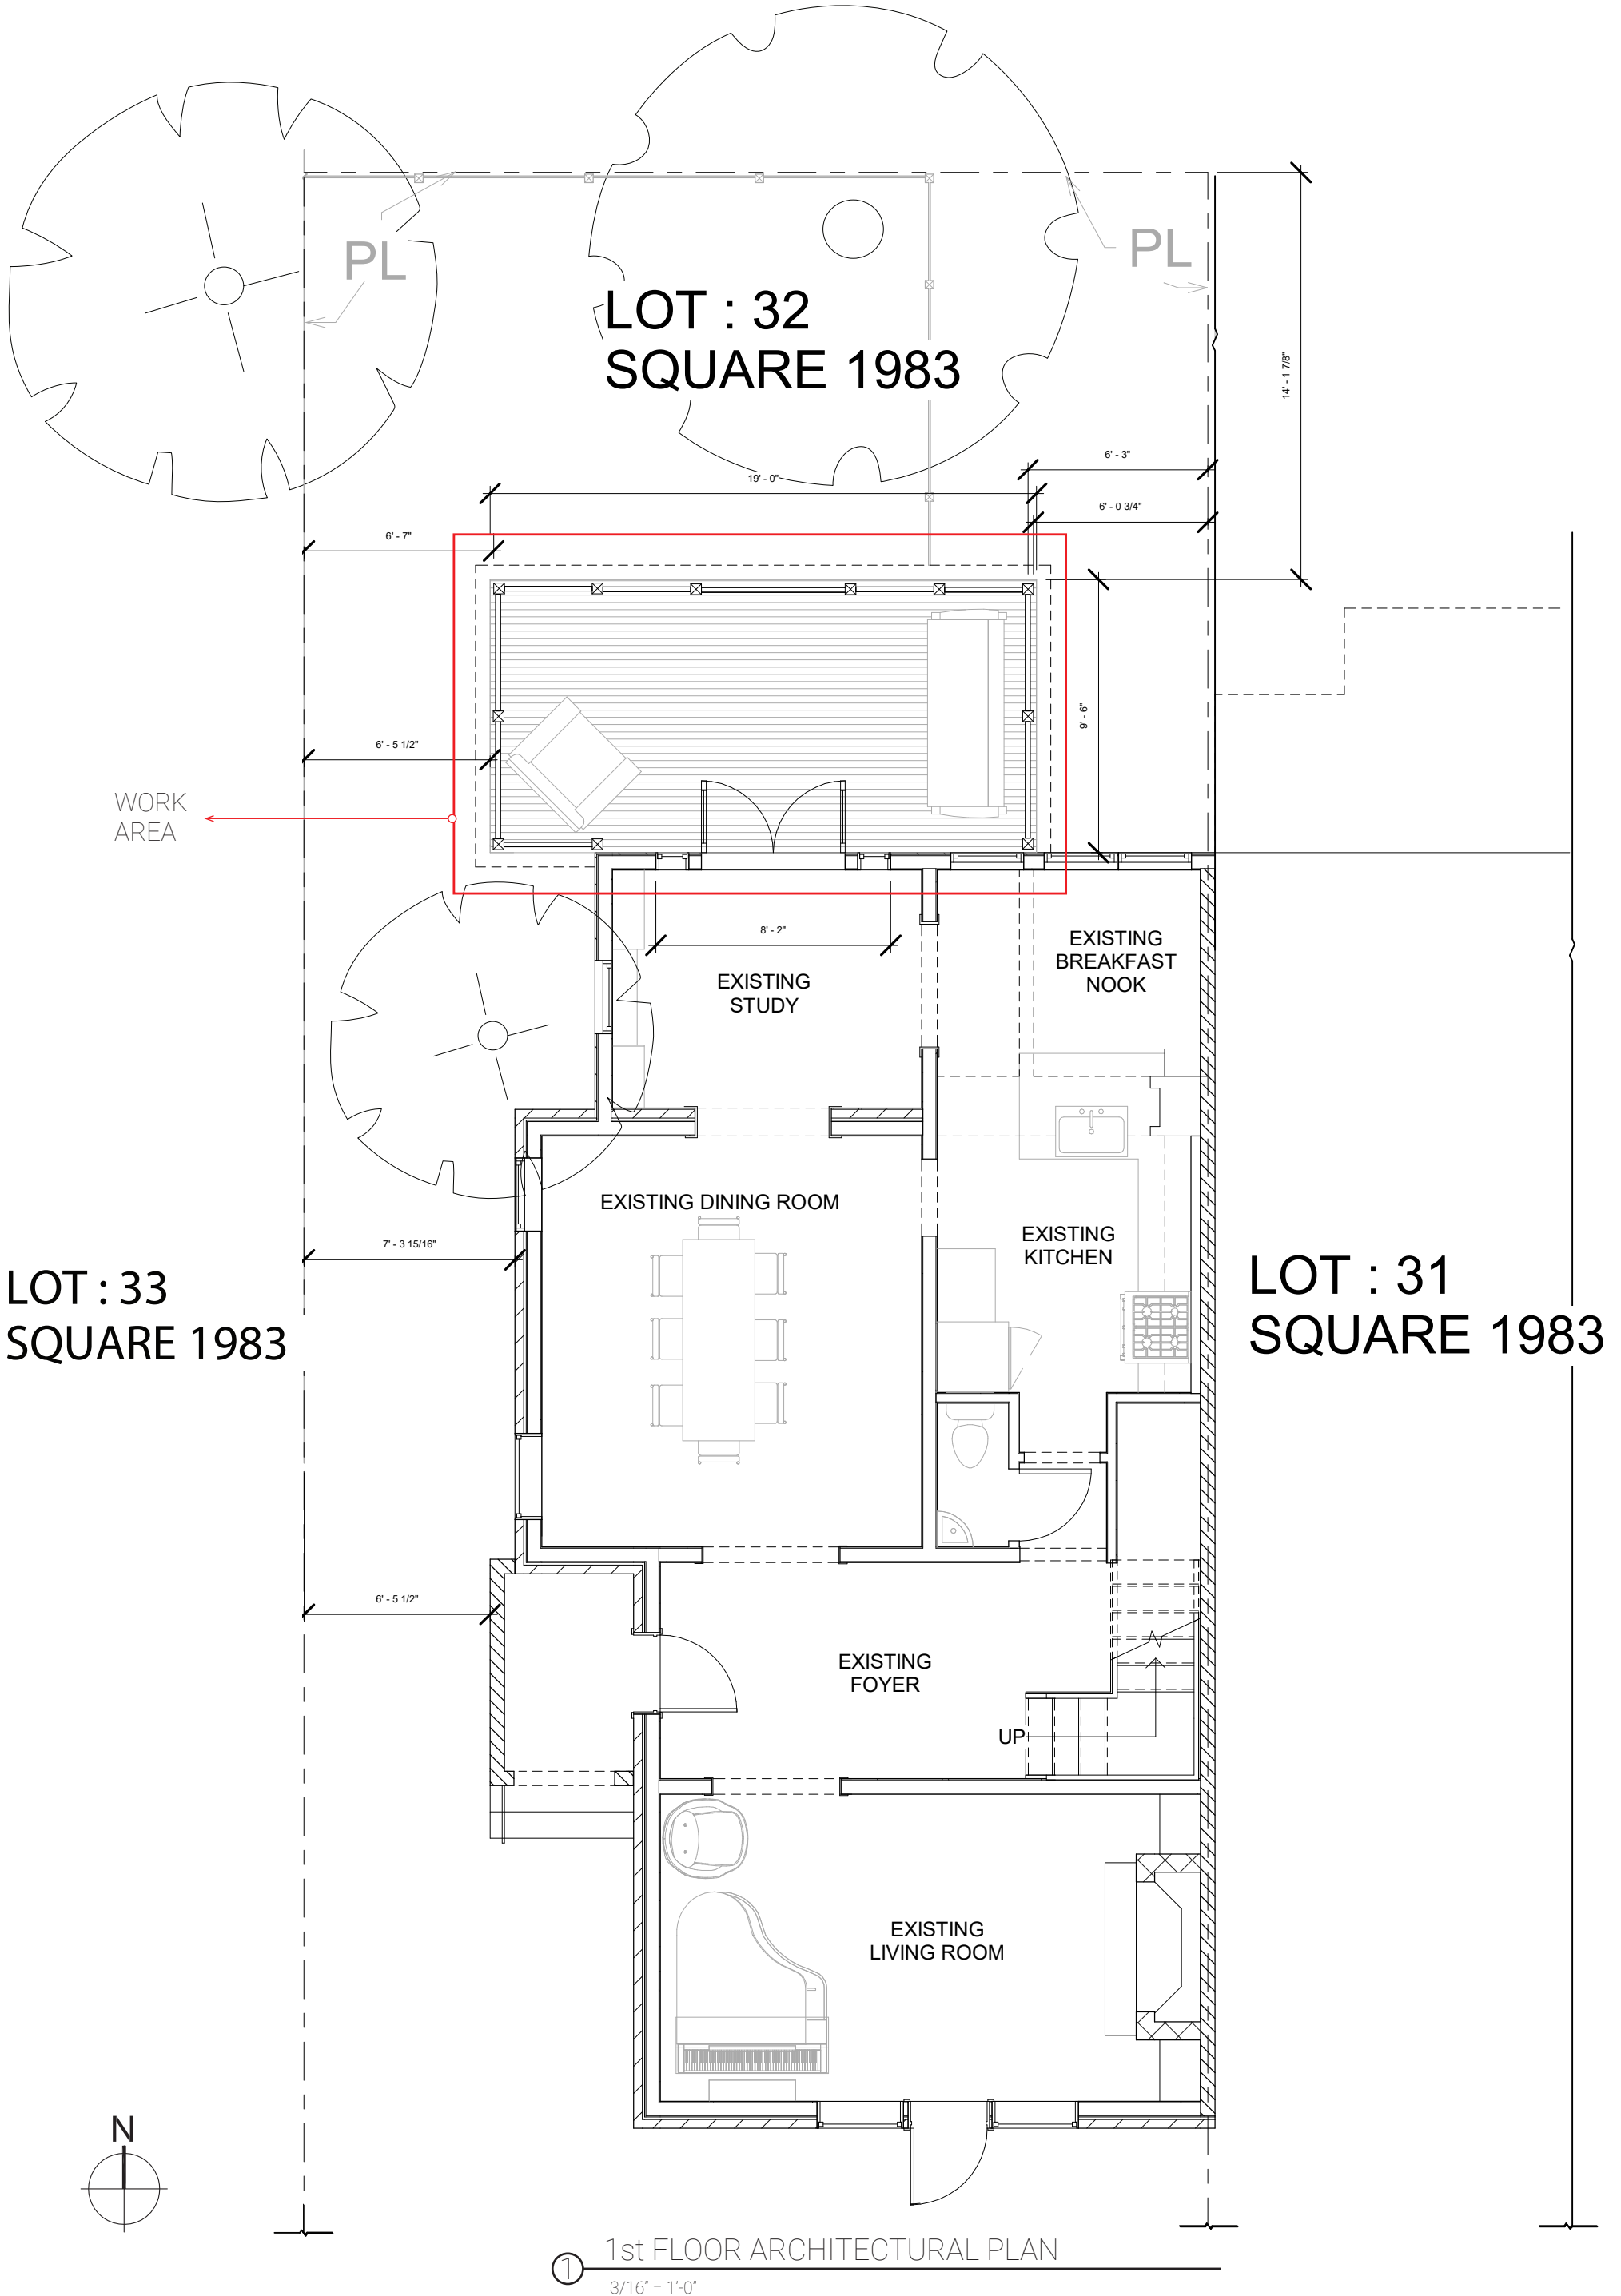 PL
PL
LOT : 32
SQUARE 1983
14' - 1 7/8"
6' - 3"
19' - 0"
6' - 0 3/4"
6' - 7"
9' - 6"
6' - 5 1/2"
WORK
AREA
8' - 2"
EXISTING
BREAKFAST
NOOK
EXISTING
STUDY
EXISTING DINING ROOM
EXISTING
KITCHEN
7' - 3 15/16"
LOT : 33
SQUARE 1983
LOT : 31
SQUARE 1983
6' - 5 1/2"
EXISTING
FOYER
UP
EXISTING
LIVING ROOM
N
1
1st FLOOR ARCHITECTURAL PLAN
3/16" = 1'-0"